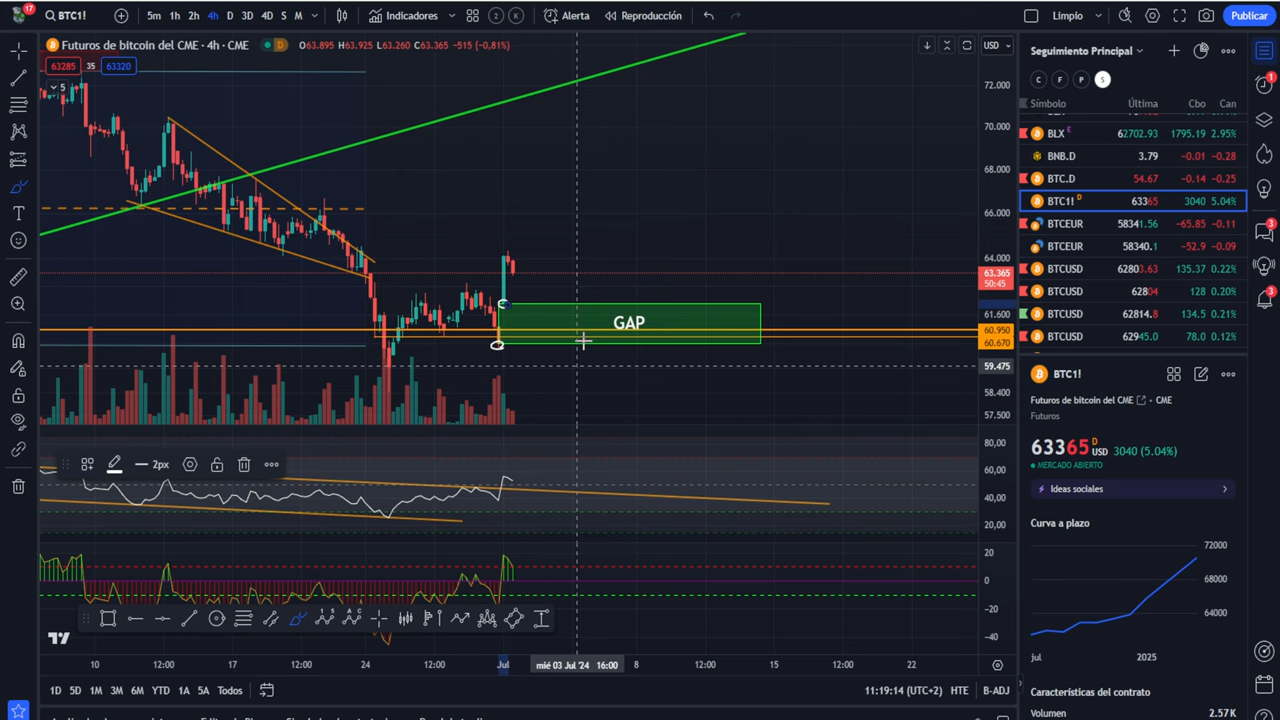 17
BTC1!
5m 1h 2h 4h D 3D 4D S M
Indicadores
2 K
Alerta
Reproducción
Limpio
Publicar
Futuros de bitcoin del CME · 4h · CME
D
O63.895 H63.925 L63.260 C63.365 -515 (-0,81%)
63285 35 63320
5
USD
72.000
70.000
68.000
66.000
64.000
63.365
50:45
61.600
60.950
60.670
59.475
58.400
57.500
GAP
2px
80,00
60,00
40,00
20,00
20
0
-20
-40
10 12:00 17 12:00 24 12:00 Jul mié 03 Jul '24 16:00 8 12:00 15 12:00 22
1D 5D 1M 3M 6M YTD 1A 5A Todos
11:19:14 (UTC+2) HTE B-ADJ
Seguimiento Principal
C F P S
Símbolo Última Cbo Can
BLX E 62702.93 1795.19 2.95%
BNB.D 3.79 -0.01 -0.28
BTC.D 54.67 -0.14 -0.25
BTC1! D 63365 3040 5.04%
BTCEUR 58341.56 -65.85 -0.11
BTCEUR 58340.1 -52.9 -0.09
BTCUSD 62803.63 135.37 0.22%
BTCUSD 62804 128 0.20%
BTCUSD 62814.8 134.5 0.21%
BTCUSD 62945.0 78.0 0.12%
BTC1!
Futuros de bitcoin del CME · CME
Futuros
63365 D USD 3040 (5.04%)
MERCADO ABIERTO
Ideas sociales
Curva a plazo
72000
68000
64000
jul 2025
Características del contrato
Volumen 2.57K
1
3
3